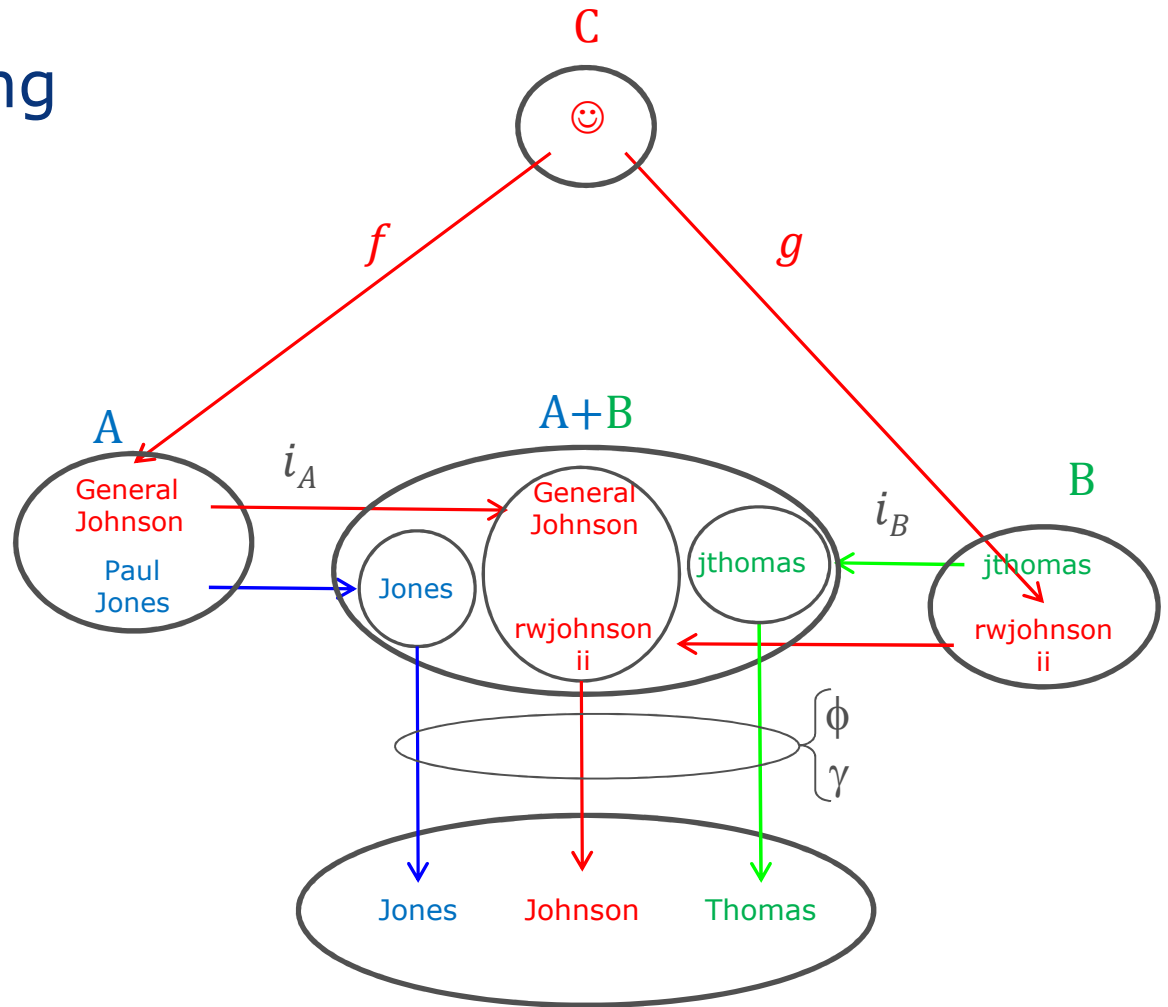 ng
C
☺
f
g
A
A+B
B
i_A
i_B
General
Johnson
Paul
Jones
Jones
General
Johnson
rwjohnson
ii
jthomas
jthomas
rwjohnson
ii
ϕ
γ
Jones
Johnson
Thomas